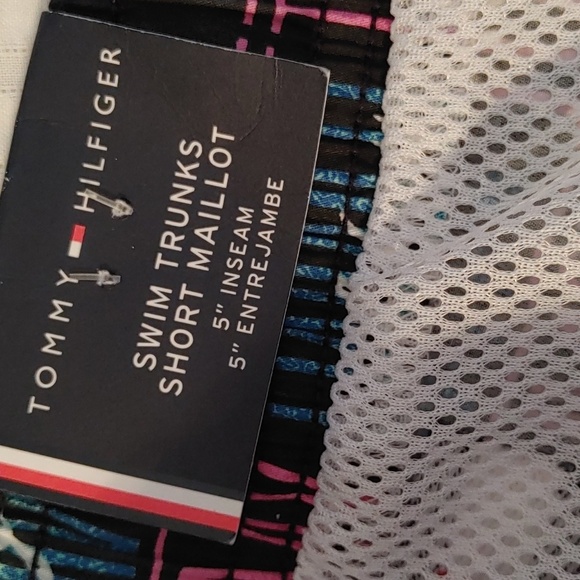 TOMMY HILFIGER
SWIM TRUNKS
SHORT MAILLOT
5" INSEAM
5" ENTREJAMBE